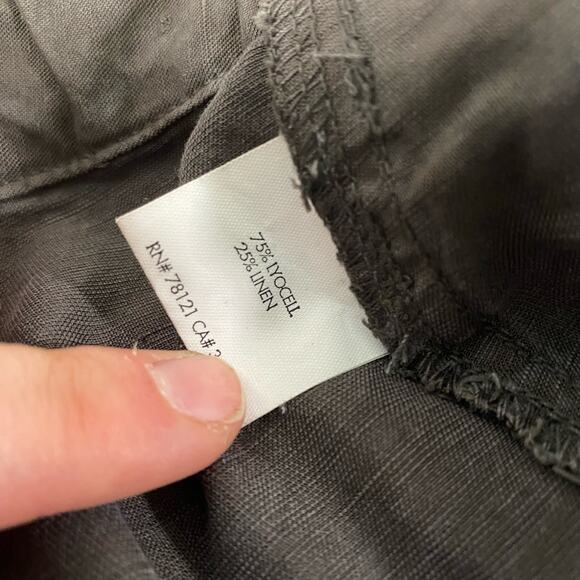 75% LYOCELL
25% LINEN
RN# 78121 CA#